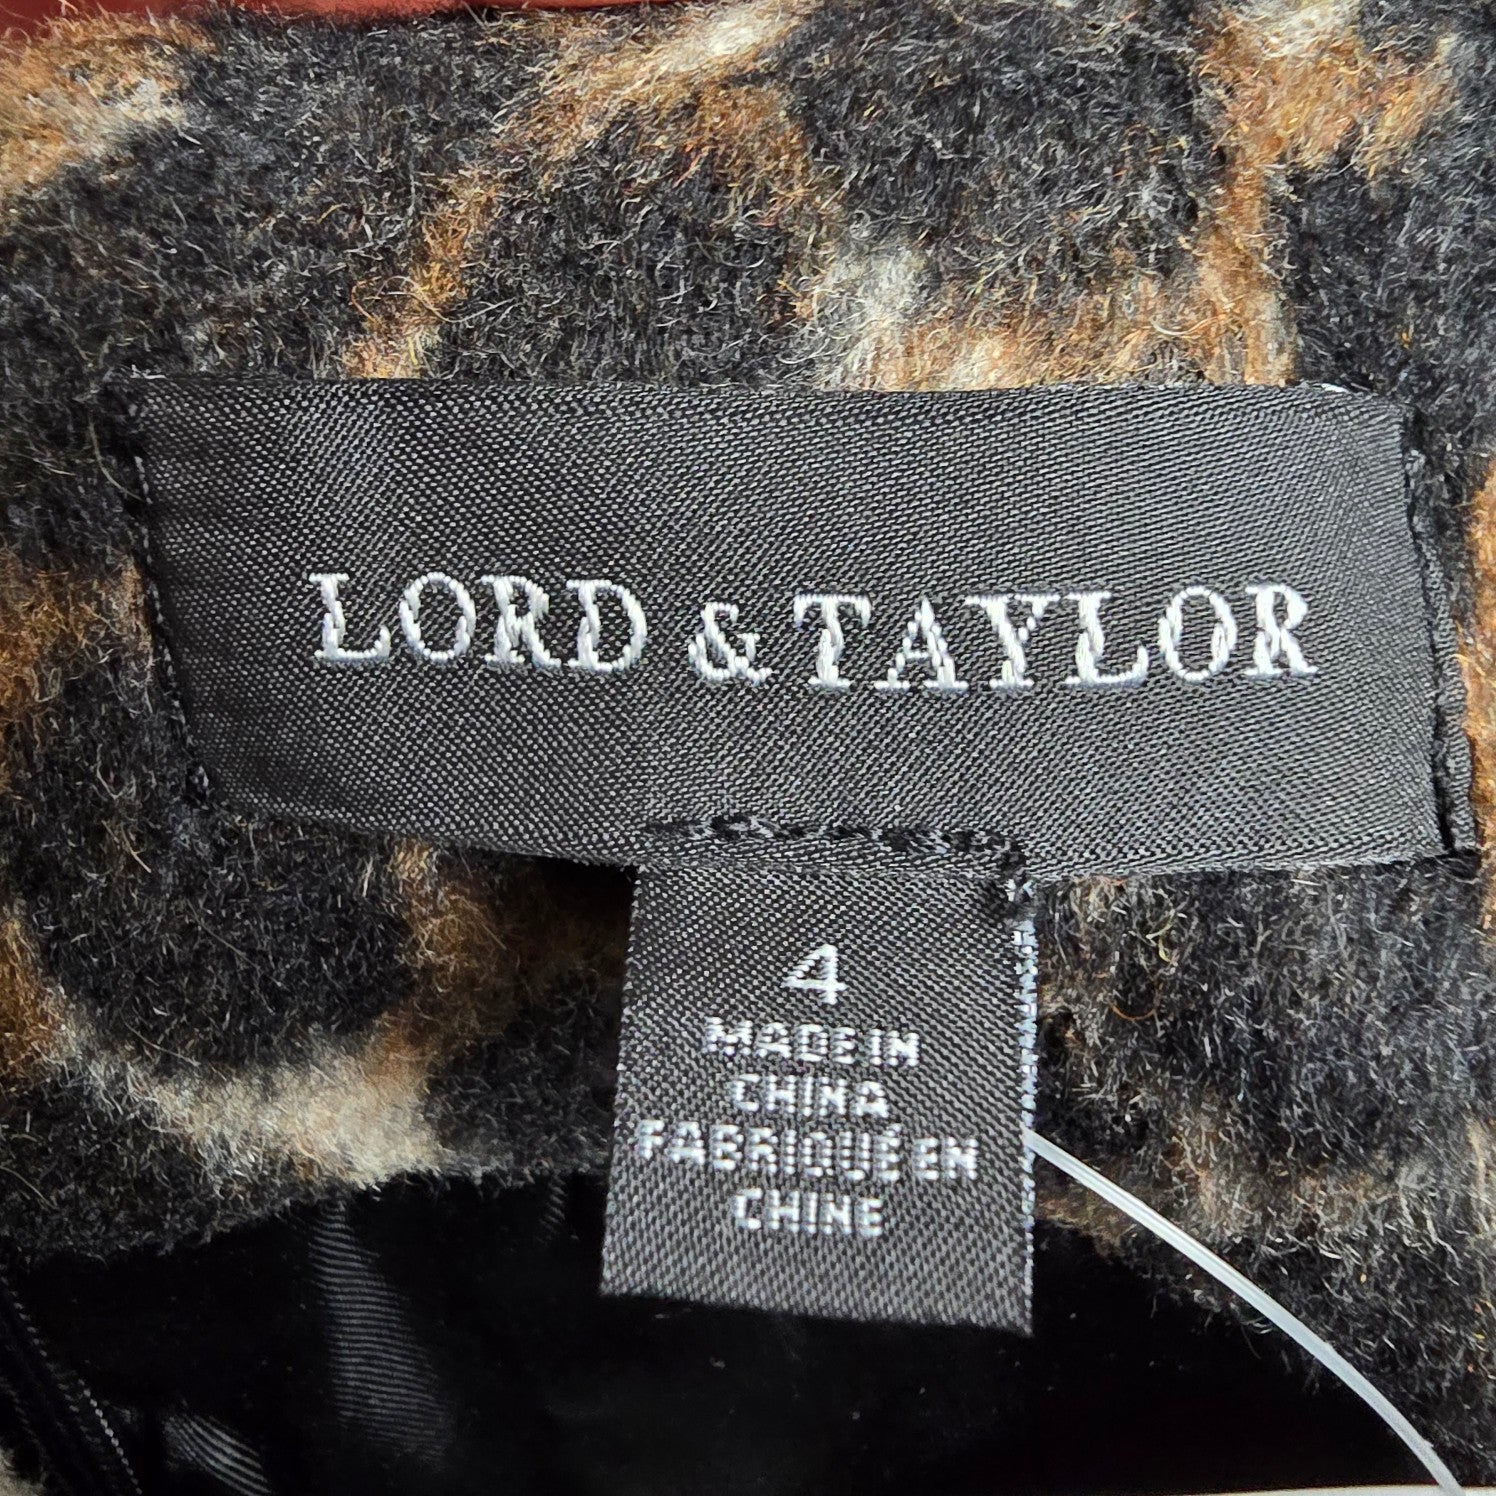 LORD & TAYLOR
4
MADE IN
CHINA
FABRIQUÉ EN
CHINE